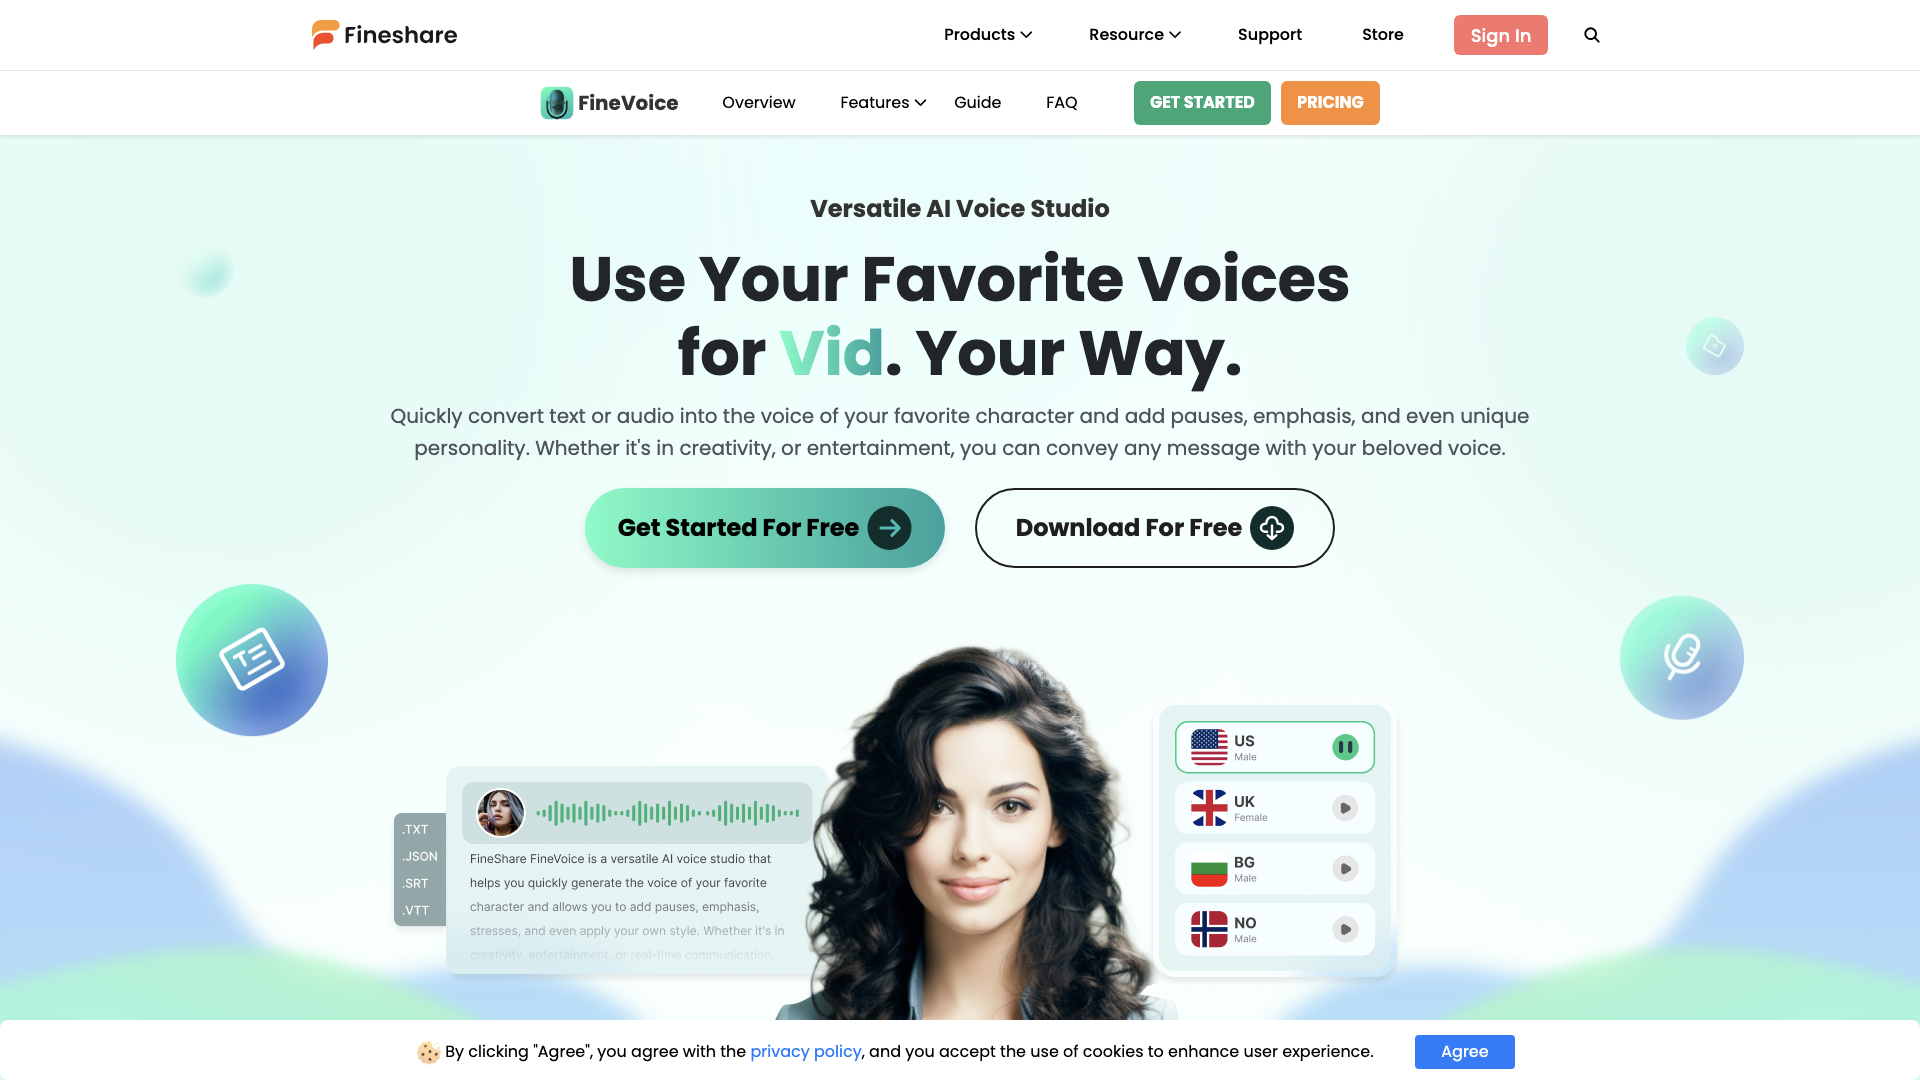 Fineshare
Products
Resource
Support
Store
Sign In
FineVoice
Overview
Features
Guide
FAQ
GET STARTED
PRICING
Versatile AI Voice Studio
Use Your Favorite Voices
for Vid. Your Way.
Quickly convert text or audio into the voice of your favorite character and add pauses, emphasis, and even unique
personality. Whether it's in creativity, or entertainment, you can convey any message with your beloved voice.
Get Started For Free
Download For Free
.TXT
.JSON
.SRT
.VTT
FineShare FineVoice is a versatile AI voice studio that
helps you quickly generate the voice of your favorite
character and allows you to add pauses, emphasis,
stresses, and even apply your own style. Whether it's in
creativity, entertainment, or real-time communication,
US
Male
UK
Female
BG
Male
NO
Male
By clicking "Agree", you agree with the privacy policy, and you accept the use of cookies to enhance user experience.
Agree